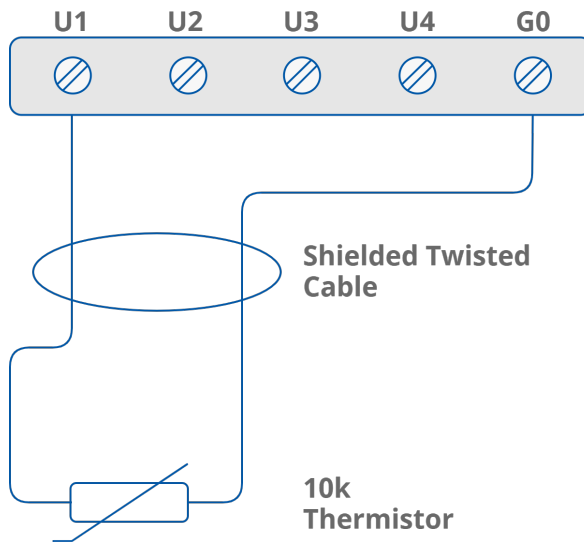 U1 U2 U3 U4 G0
Shielded Twisted
Cable
10k
Thermistor